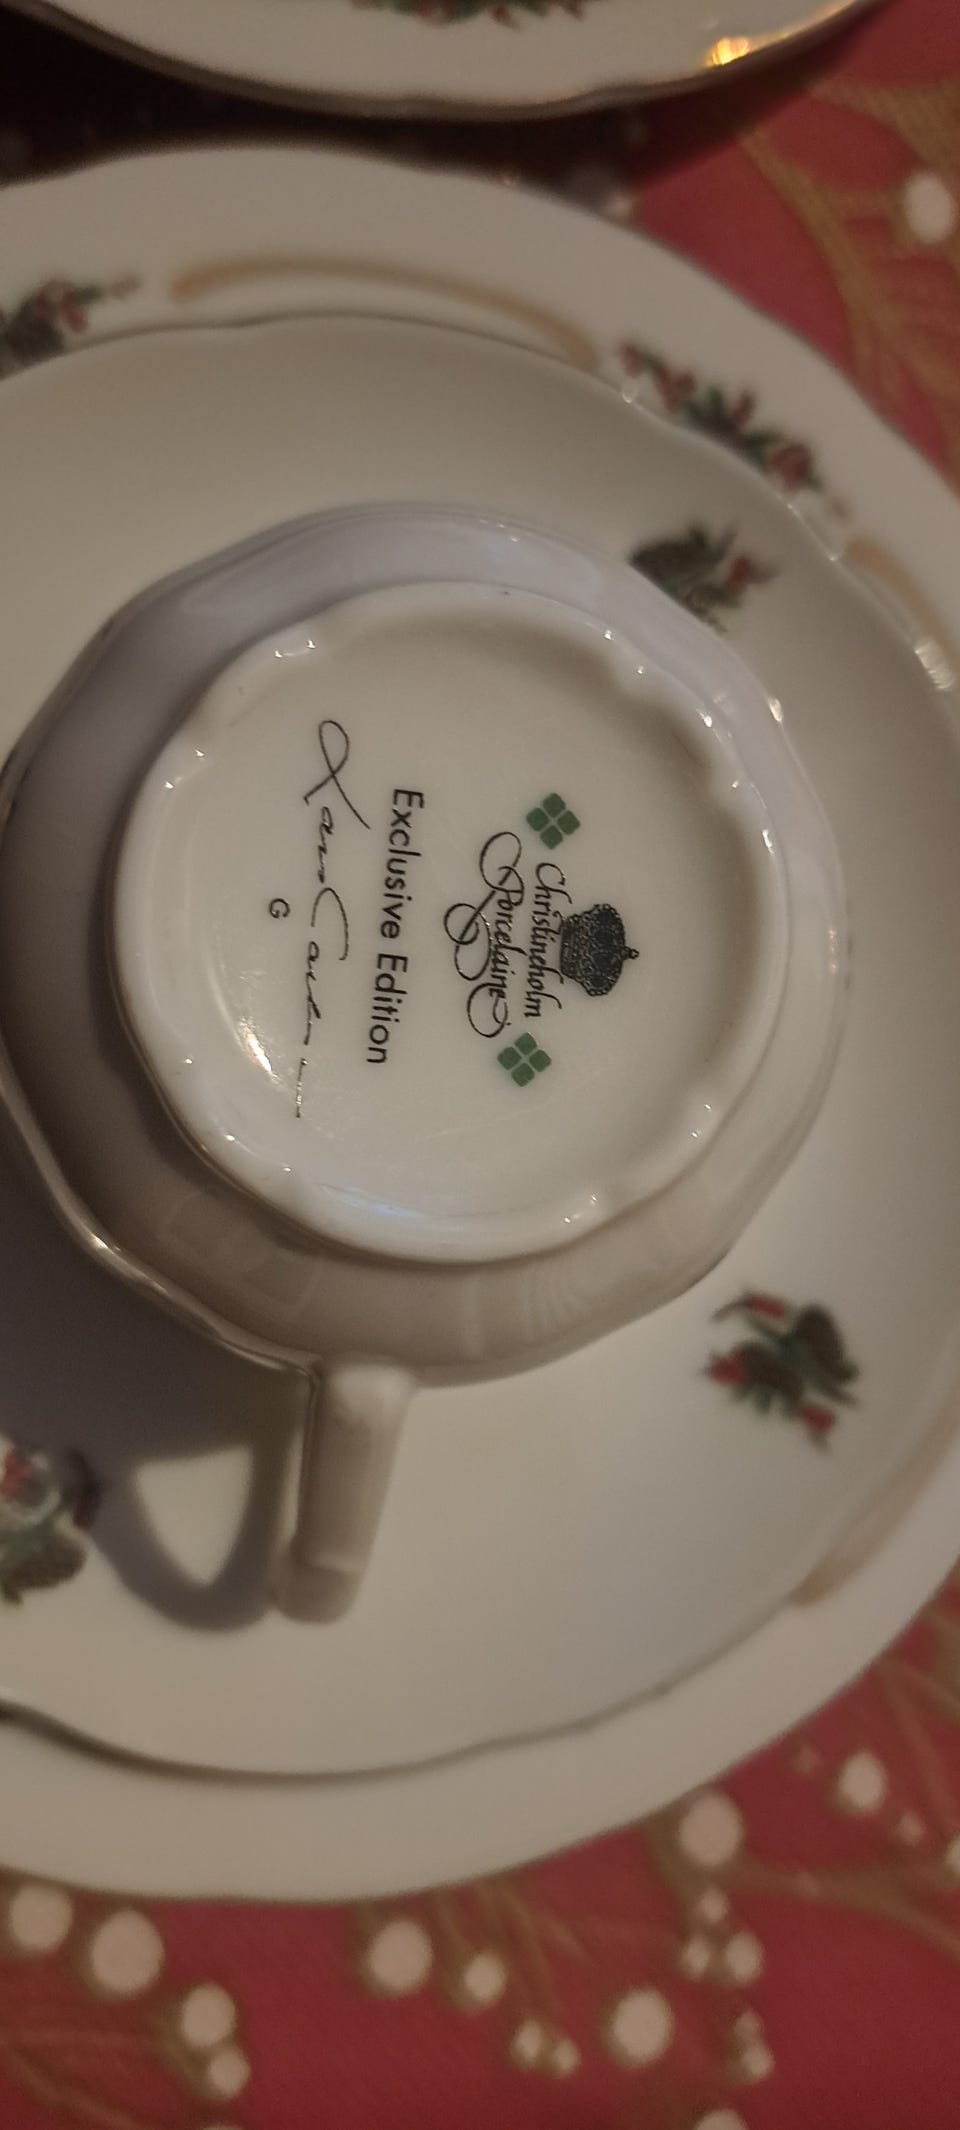 Christineholm
Porcelaine
Exclusive Edition
G